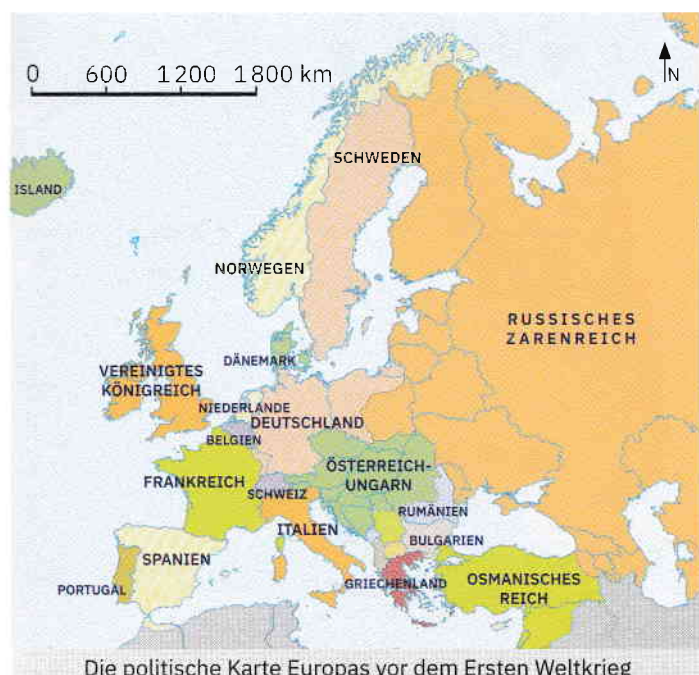 0 600 1200 1800 km
N
SCHWEDEN
ISLAND
NORWEGEN
RUSSISCHES
ZARENREICH
DÄNEMARK
VEREINIGTES
KÖNIGREICH
NIEDERLANDE
DEUTSCHLAND
BELGIEN
ÖSTERREICH-
UNGARN
FRANKREICH
SCHWEIZ
RUMÄNIEN
ITALIEN
BULGARIEN
SPANIEN
PORTUGAL
GRIECHENLAND
OSMANISCHES
REICH
Die politische Karte Europas vor dem Ersten Weltkrieg